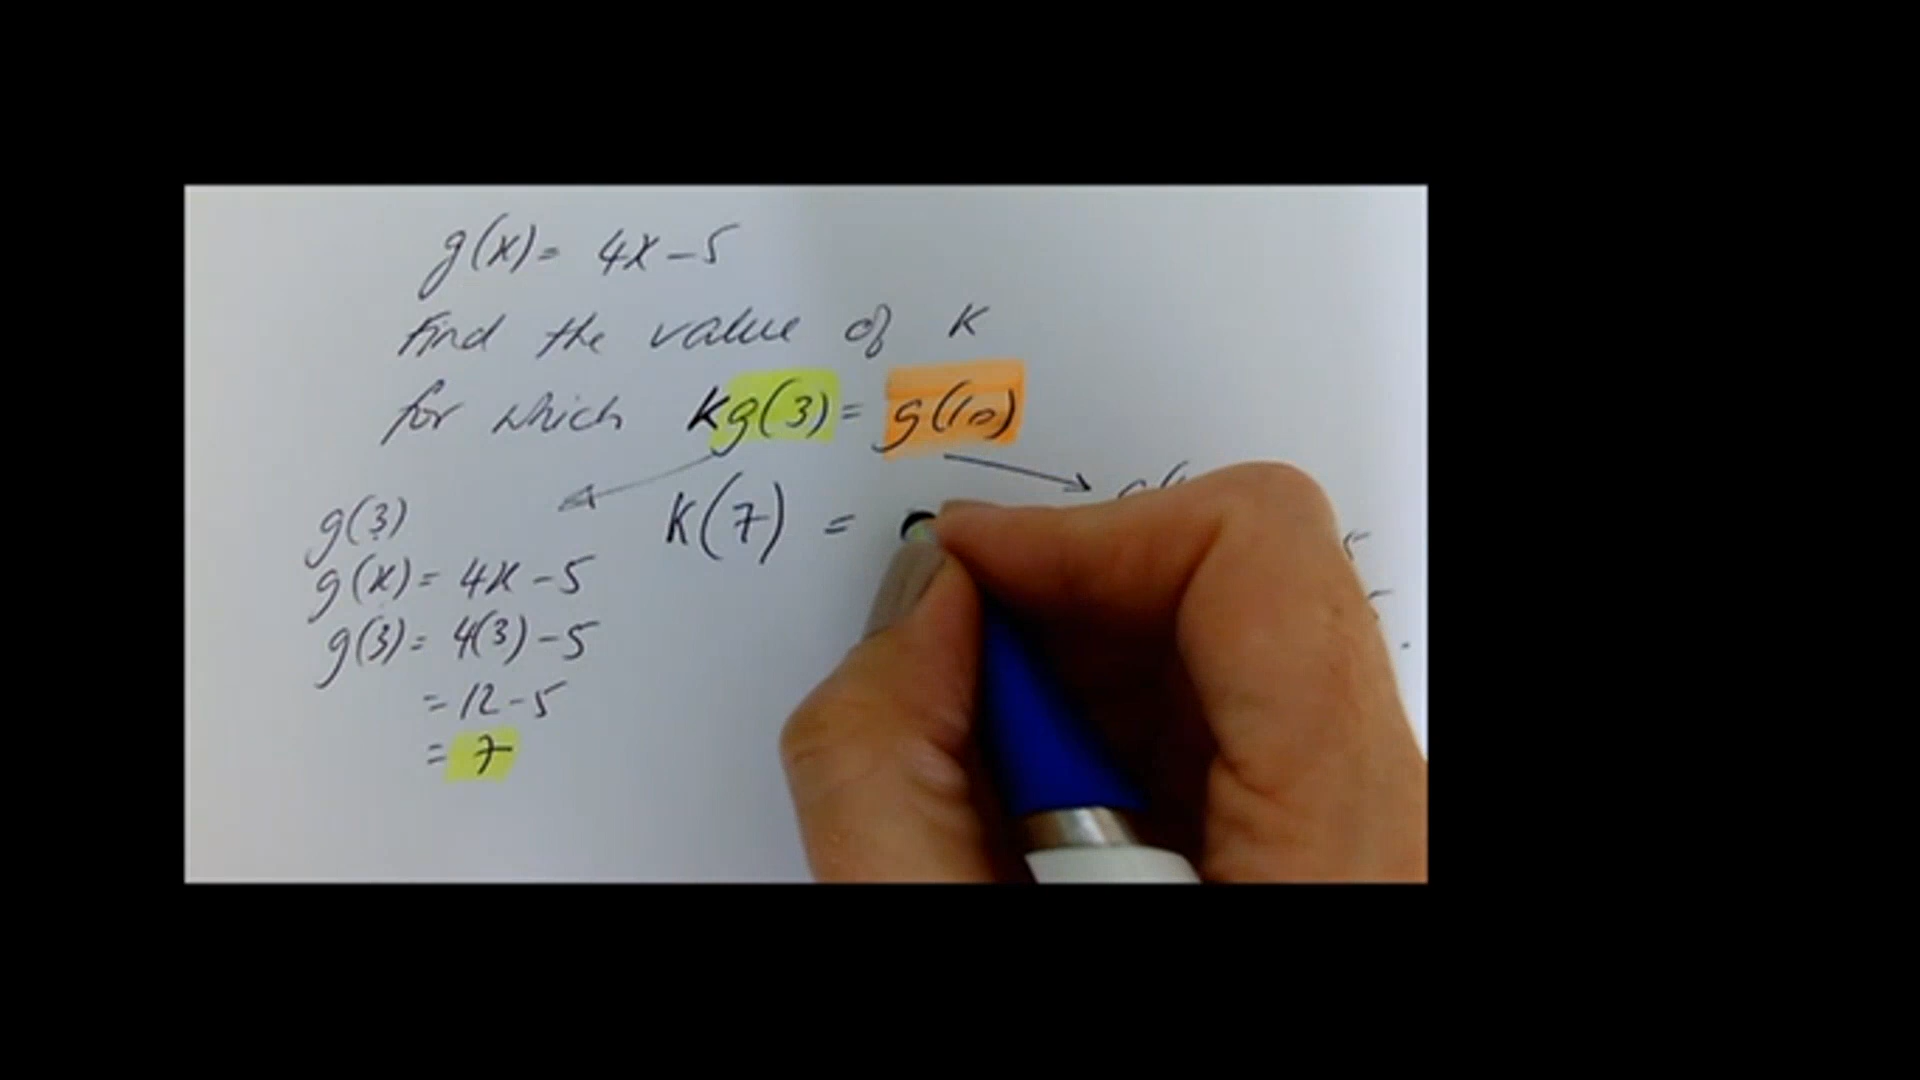 g(x) = 4x - 5
Find the value of K
for which Kg(3) = g(10)
K(7) =
g(3)
g(x) = 4x - 5
g(3) = 4(3) - 5
= 12 - 5
= 7